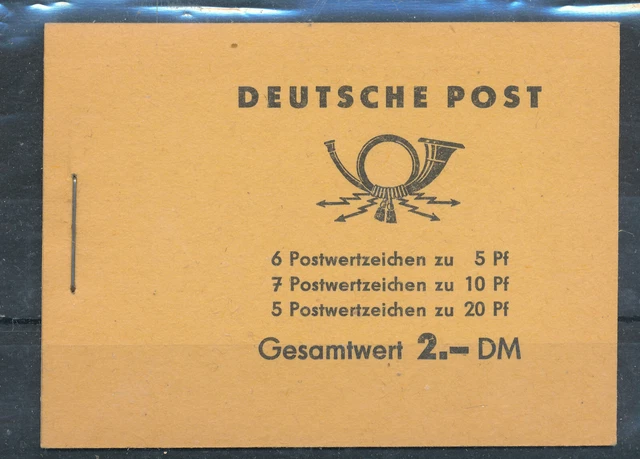 DEUTSCHE POST
6 Postwertzeichen zu 5 Pf
7 Postwertzeichen zu 10 Pf
5 Postwertzeichen zu 20 Pf
Gesamtwert 2.– DM